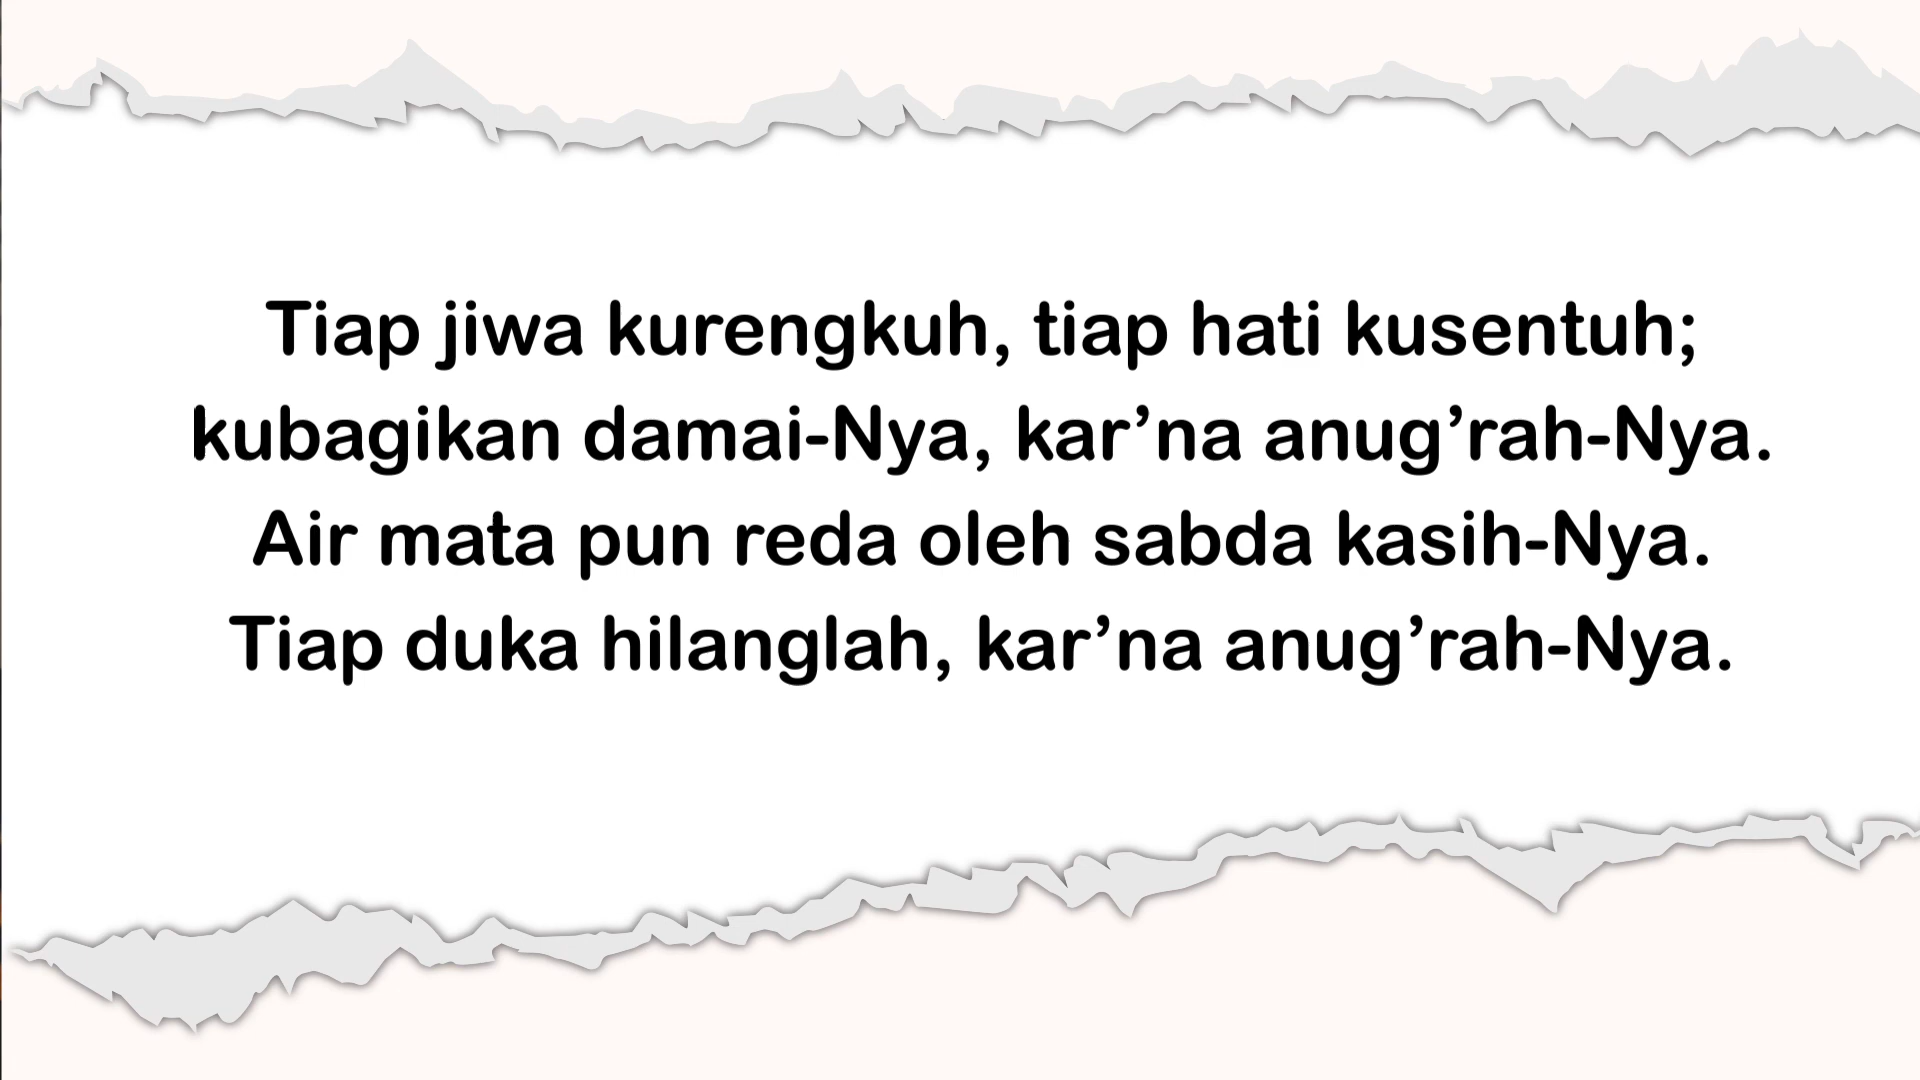 Tiap jiwa kurengkuh, tiap hati kusentuh;
kubagikan damai-Nya, kar’na anug’rah-Nya.
Air mata pun reda oleh sabda kasih-Nya.
Tiap duka hilanglah, kar’na anug’rah-Nya.